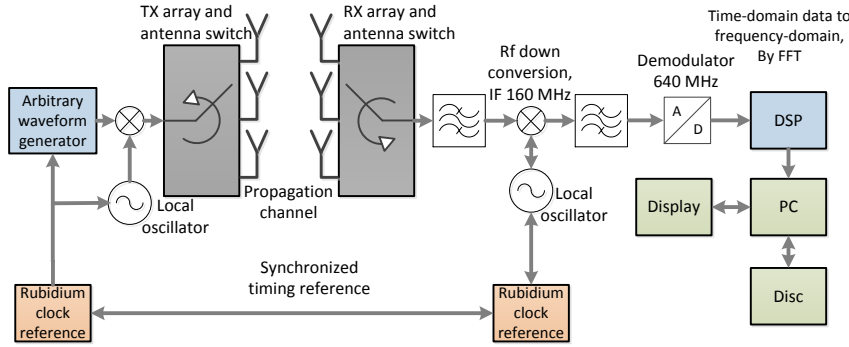 TX array and
antenna switch
RX array and
antenna switch
Time-domain data to
frequency-domain,
By FFT
Rf down
conversion,
IF 160 MHz
Demodulator
640 MHz
Arbitrary
waveform
generator
A
D
DSP
Propagation
channel
Local
oscillator
Local
oscillator
Display
PC
Synchronized
timing reference
Rubidium
clock
reference
Rubidium
clock
reference
Disc